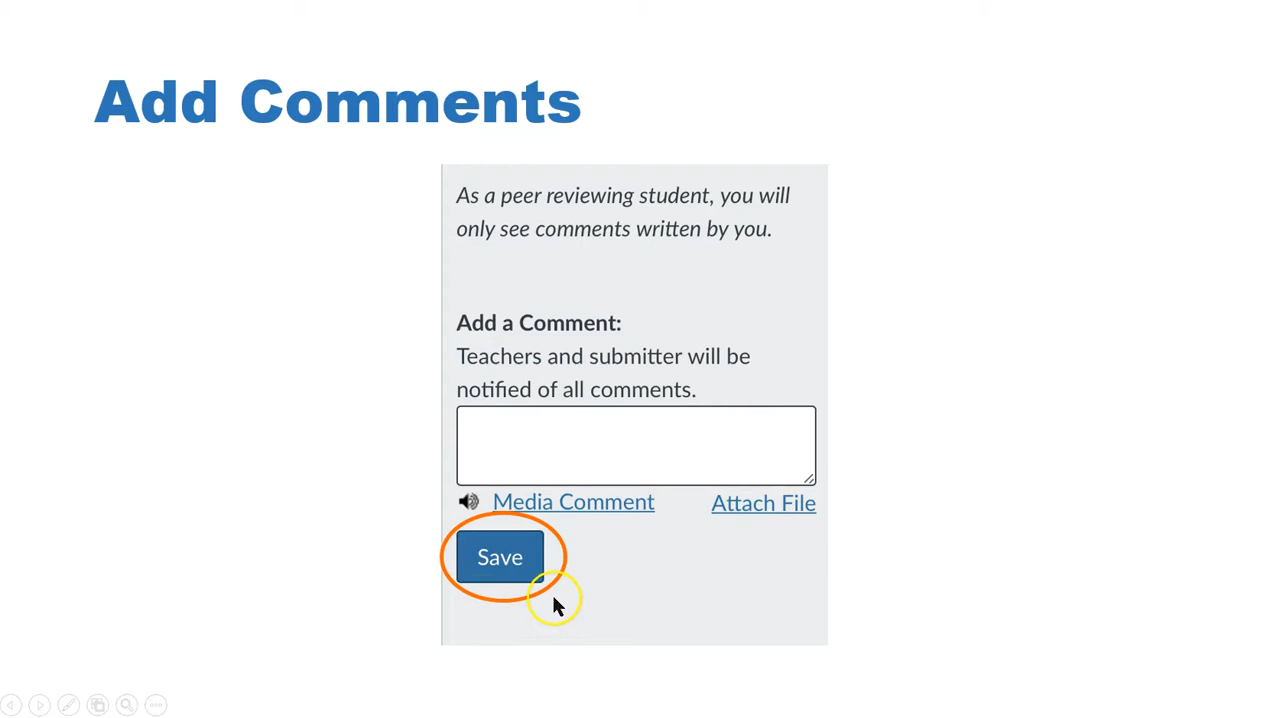 Add Comments
As a peer reviewing student, you will
only see comments written by you.
Add a Comment:
Teachers and submitter will be
notified of all comments.
Media Comment Attach File
Save